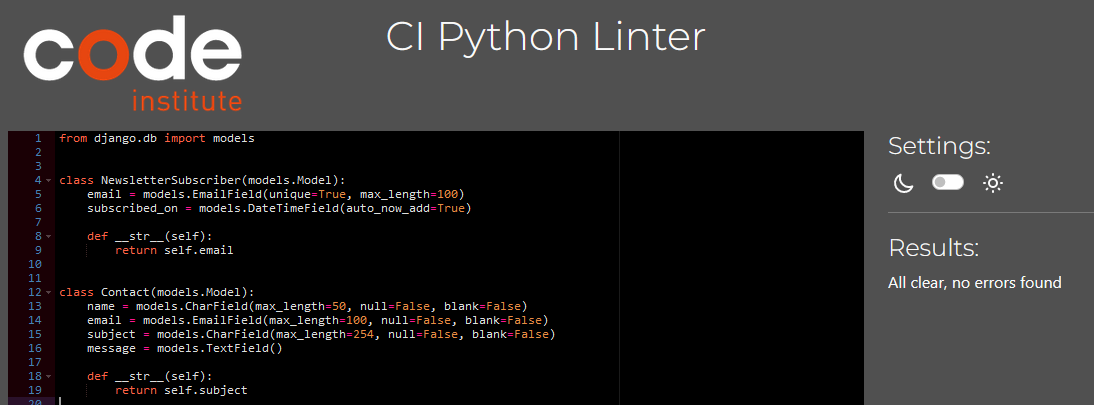 code
institute
CI Python Linter
1 from django.db import models
2
3
4 class NewsletterSubscriber(models.Model):
5     email = models.EmailField(unique=True, max_length=100)
6     subscribed_on = models.DateTimeField(auto_now_add=True)
7
8     def __str__(self):
9         return self.email
10
11
12 class Contact(models.Model):
13     name = models.CharField(max_length=50, null=False, blank=False)
14     email = models.EmailField(max_length=100, null=False, blank=False)
15     subject = models.CharField(max_length=254, null=False, blank=False)
16     message = models.TextField()
17
18     def __str__(self):
19         return self.subject
20
Settings:
Results:
All clear, no errors found